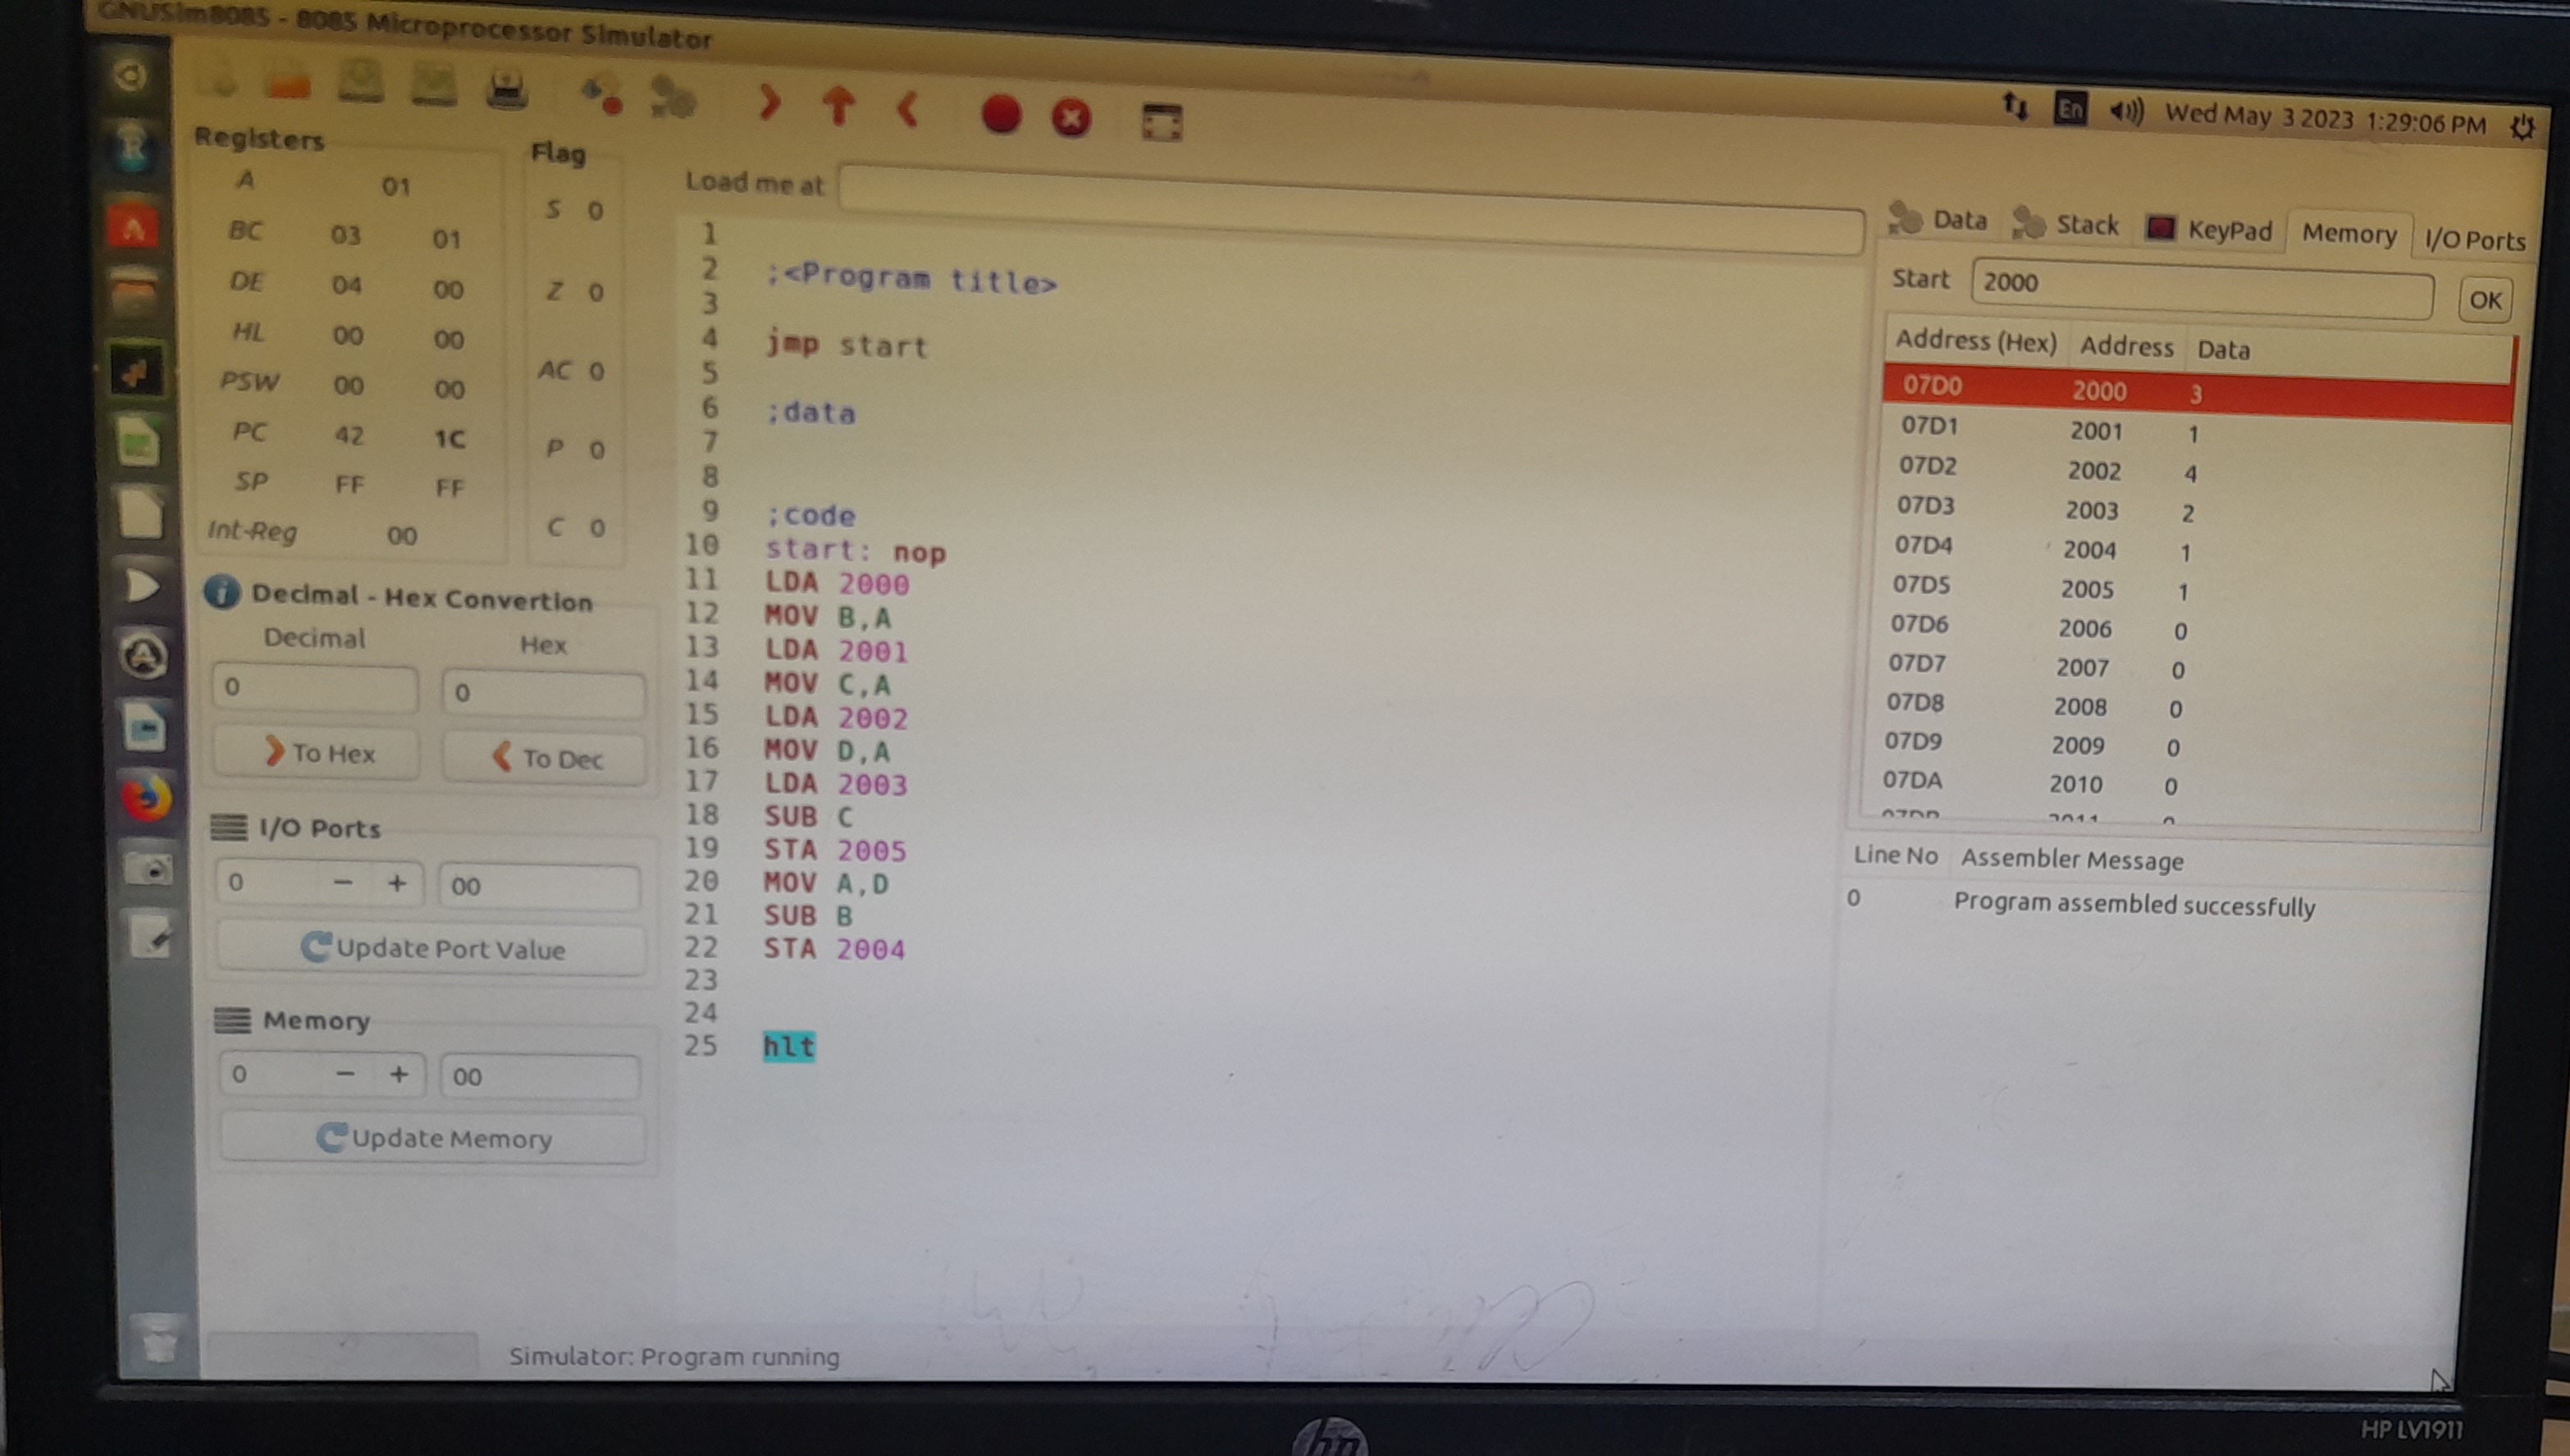 GNUSim8085 - 8085 Microprocessor Simulator
En Wed May 3 2023 1:29:06 PM
Registers
A 01
BC 03 01
DE 04 00
HL 00 00
PSW 00 00
PC 42 1C
SP FF FF
Int-Reg 00
Flag
S 0
Z 0
AC 0
P 0
C 0
Decimal - Hex Convertion
Decimal Hex
0 0
To Hex To Dec
I/O Ports
0 − + 00
Update Port Value
Memory
0 − + 00
Update Memory
Load me at
1
2 ;<Program title>
3
4 jmp start
5
6 ;data
7
8
9 ;code
10 start: nop
11 LDA 2000
12 MOV B,A
13 LDA 2001
14 MOV C,A
15 LDA 2002
16 MOV D,A
17 LDA 2003
18 SUB C
19 STA 2005
20 MOV A,D
21 SUB B
22 STA 2004
23
24
25 hlt
Data Stack KeyPad Memory I/O Ports
Start 2000 OK
Address (Hex) Address Data
07D0 2000 3
07D1 2001 1
07D2 2002 4
07D3 2003 2
07D4 2004 1
07D5 2005 1
07D6 2006 0
07D7 2007 0
07D8 2008 0
07D9 2009 0
07DA 2010 0
Line No Assembler Message
0 Program assembled successfully
Simulator: Program running
hp
HP LV1911